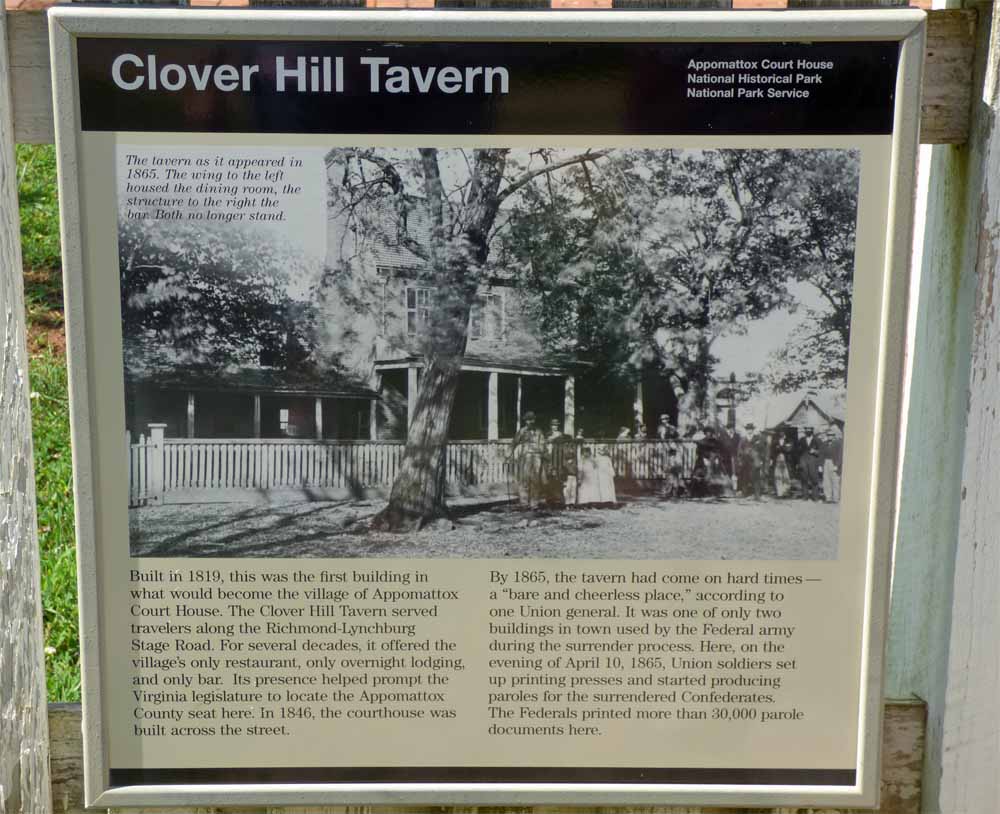 Clover Hill Tavern
Appomattox Court House
National Historical Park
National Park Service
The tavern as it appeared in
1865. The wing to the left
housed the dining room, the
structure to the right the
bar. Both no longer stand.
Built in 1819, this was the first building in
what would become the village of Appomattox
Court House. The Clover Hill Tavern served
travelers along the Richmond-Lynchburg
Stage Road. For several decades, it offered the
village's only restaurant, only overnight lodging,
and only bar. Its presence helped prompt the
Virginia legislature to locate the Appomattox
County seat here. In 1846, the courthouse was
built across the street.
By 1865, the tavern had come on hard times —
a “bare and cheerless place,” according to
one Union general. It was one of only two
buildings in town used by the Federal army
during the surrender process. Here, on the
evening of April 10, 1865, Union soldiers set
up printing presses and started producing
paroles for the surrendered Confederates.
The Federals printed more than 30,000 parole
documents here.